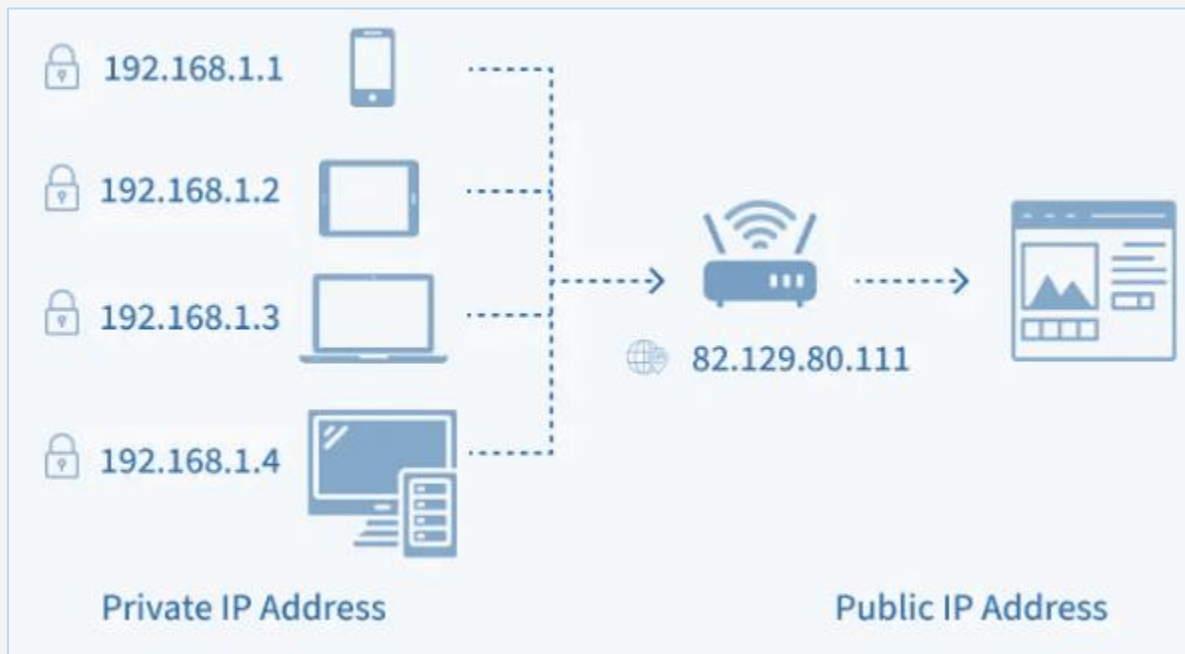 192.168.1.1
192.168.1.2
192.168.1.3
82.129.80.111
192.168.1.4
Private IP Address
Public IP Address